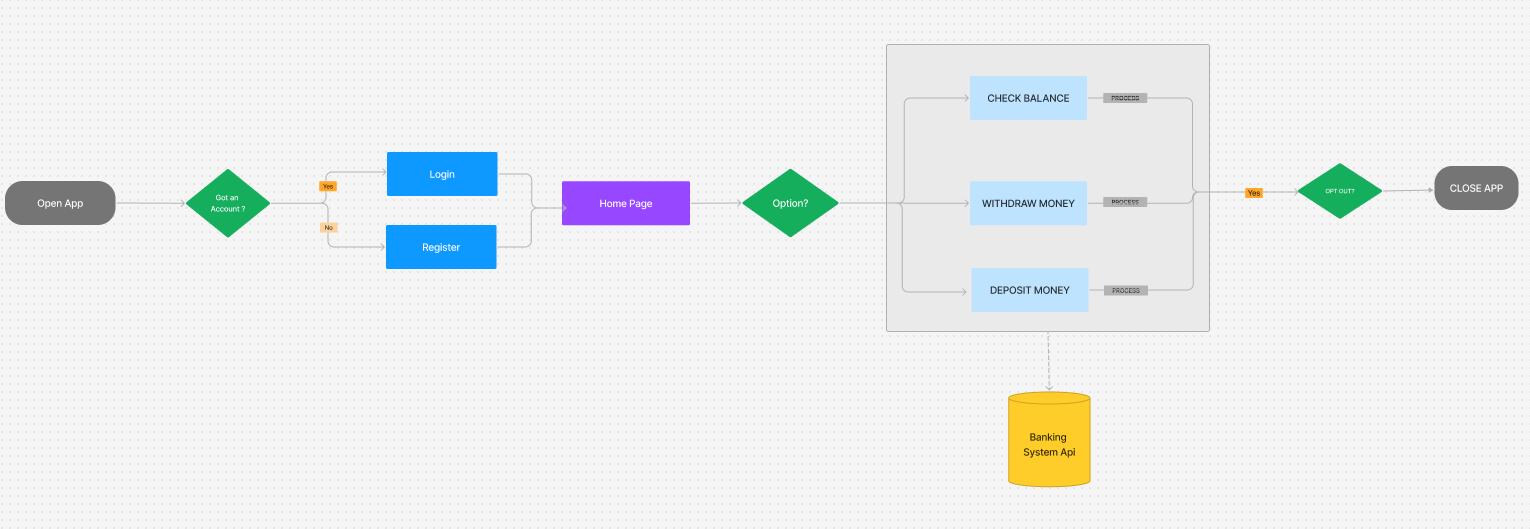 Open App
Got an
Account ?
Yes
No
Login
Register
Home Page
Option?
CHECK BALANCE
PROCESS
WITHDRAW MONEY
PROCESS
DEPOSIT MONEY
PROCESS
Banking
System Api
Yes
OPT OUT?
CLOSE APP